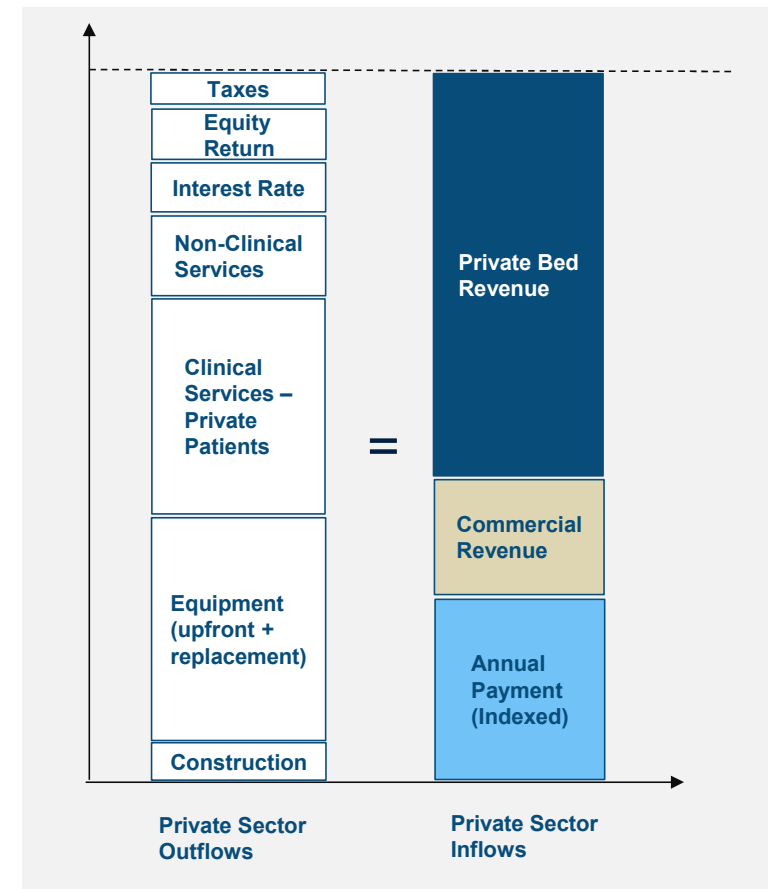 Taxes
Equity
Return
Interest Rate
Non-Clinical
Services
Clinical
Services –
Private
Patients
Equipment
(upfront +
replacement)
Construction
=
Private Bed
Revenue
Commercial
Revenue
Annual
Payment
(Indexed)
Private Sector
Outflows
Private Sector
Inflows